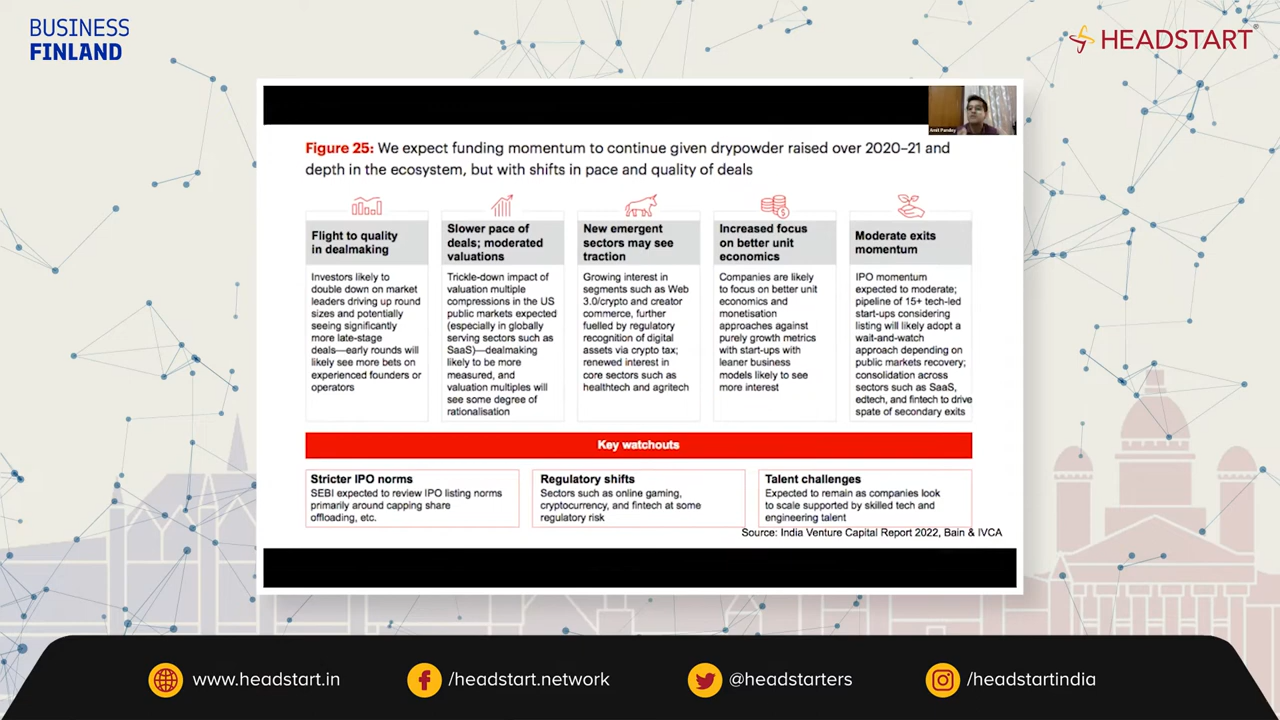 BUSINESS
FINLAND
HEADSTART
Amit Pandey
Figure 25: We expect funding momentum to continue given drypowder raised over 2020–21 and
depth in the ecosystem, but with shifts in pace and quality of deals
Flight to quality
in dealmaking
Investors likely to
double down on market
leaders driving up round
sizes and potentially
seeing significantly
more late-stage
deals—early rounds will
likely see more bets on
experienced founders or
operators
Slower pace of
deals; moderated
valuations
Trickle-down impact of
valuation multiple
compressions in the US
public markets expected
(especially in globally
serving sectors such as
SaaS)—dealmaking
likely to be more
measured, and
valuation multiples will
see some degree of
rationalisation
New emergent
sectors may see
traction
Growing interest in
segments such as Web
3.0/crypto and creator
commerce, further
fuelled by regulatory
recognition of digital
assets via crypto tax;
renewed interest in
core sectors such as
healthtech and agritech
Increased focus
on better unit
economics
Companies are likely
to focus on better unit
economics and
monetisation
approaches against
purely growth metrics
with start-ups with
leaner business
models likely to see
more interest
Moderate exits
momentum
IPO momentum
expected to moderate;
pipeline of 15+ tech-led
start-ups considering
listing will likely adopt a
wait-and-watch
approach depending on
public markets recovery;
consolidation across
sectors such as SaaS,
edtech, and fintech to drive
spate of secondary exits
Key watchouts
Stricter IPO norms
SEBI expected to review IPO listing norms
primarily around capping share
offloading, etc.
Regulatory shifts
Sectors such as online gaming,
cryptocurrency, and fintech at some
regulatory risk
Talent challenges
Expected to remain as companies look
to scale supported by skilled tech and
engineering talent
Source: India Venture Capital Report 2022, Bain & IVCA
www.headstart.in
/headstart.network
@headstarters
/headstartindia